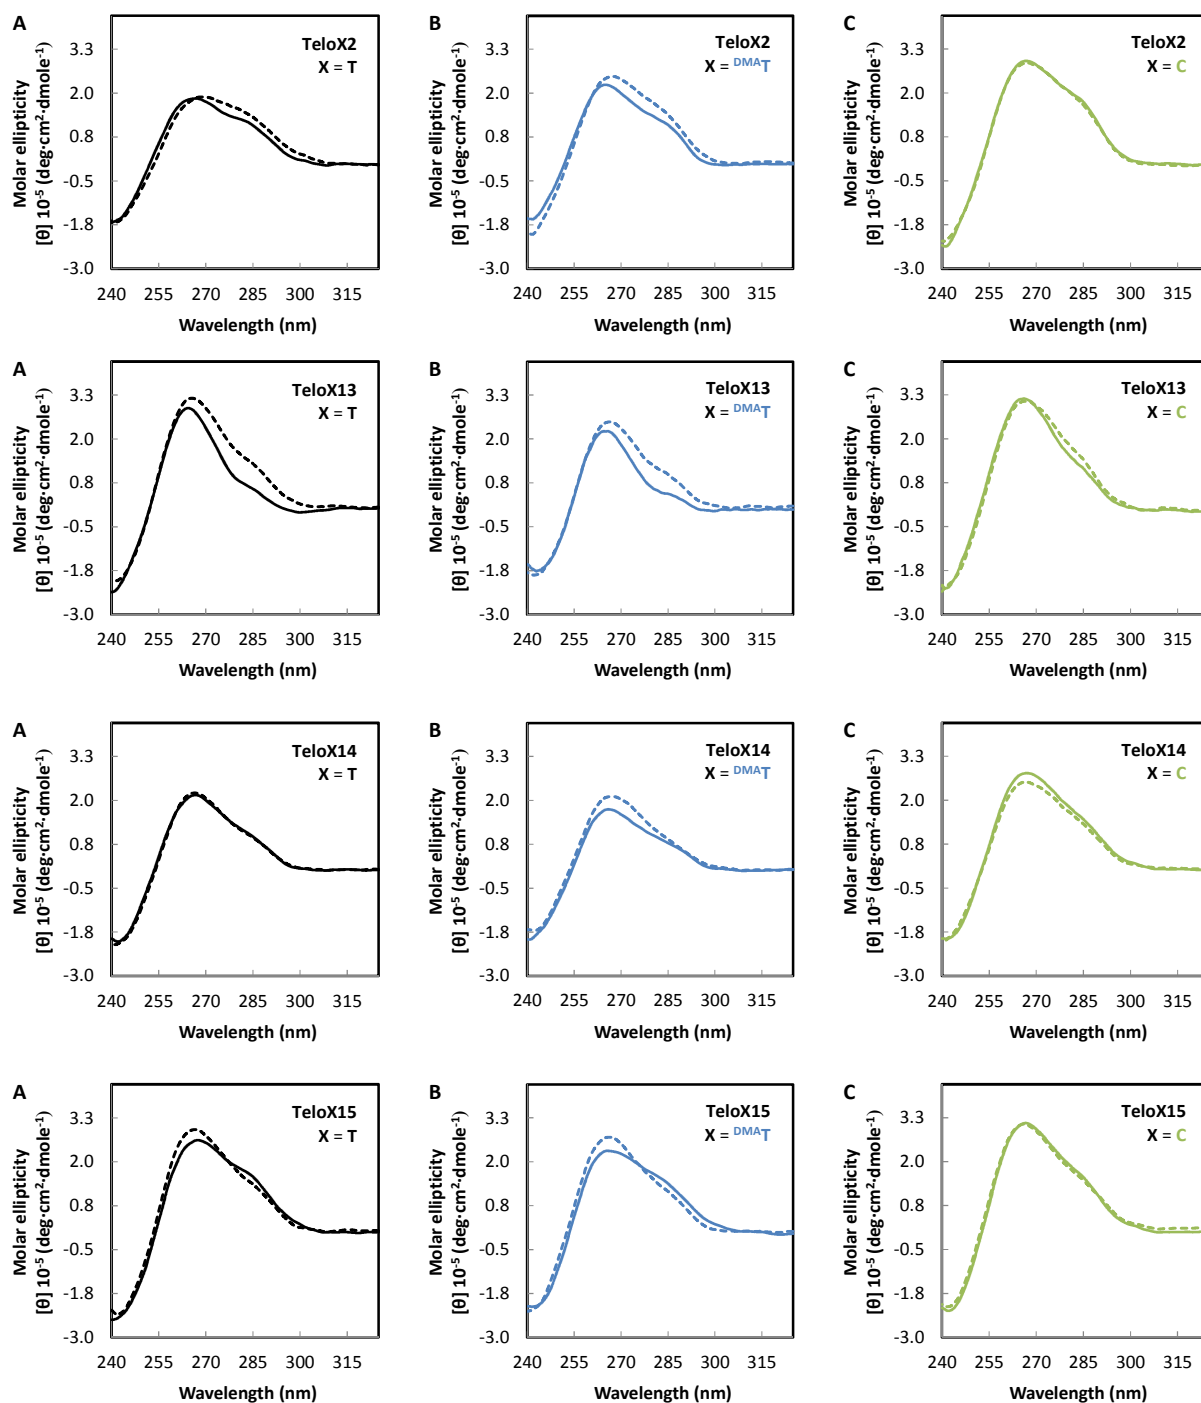 A
TeloX2
X = T
Molar ellipticity
[θ] 10⁻⁵ (deg·cm²·dmole⁻¹)
3.3
2.0
0.8
-0.5
-1.8
-3.0
240 255 270 285 300 315
Wavelength (nm)
B
TeloX2
X = ᴰᴹᴬT
Molar ellipticity
[θ] 10⁻⁵ (deg·cm²·dmole⁻¹)
3.3
2.0
0.8
-0.5
-1.8
-3.0
240 255 270 285 300 315
Wavelength (nm)
C
TeloX2
X = C
Molar ellipticity
[θ] 10⁻⁵ (deg·cm²·dmole⁻¹)
3.3
2.0
0.8
-0.5
-1.8
-3.0
240 255 270 285 300 315
Wavelength (nm)
A
TeloX13
X = T
Molar ellipticity
[θ] 10⁻⁵ (deg·cm²·dmole⁻¹)
3.3
2.0
0.8
-0.5
-1.8
-3.0
240 255 270 285 300 315
Wavelength (nm)
B
TeloX13
X = ᴰᴹᴬT
Molar ellipticity
[θ] 10⁻⁵ (deg·cm²·dmole⁻¹)
3.3
2.0
0.8
-0.5
-1.8
-3.0
240 255 270 285 300 315
Wavelength (nm)
C
TeloX13
X = C
Molar ellipticity
[θ] 10⁻⁵ (deg·cm²·dmole⁻¹)
3.3
2.0
0.8
-0.5
-1.8
-3.0
240 255 270 285 300 315
Wavelength (nm)
A
TeloX14
X = T
Molar ellipticity
[θ] 10⁻⁵ (deg·cm²·dmole⁻¹)
3.3
2.0
0.8
-0.5
-1.8
-3.0
240 255 270 285 300 315
Wavelength (nm)
B
TeloX14
X = ᴰᴹᴬT
Molar ellipticity
[θ] 10⁻⁵ (deg·cm²·dmole⁻¹)
3.3
2.0
0.8
-0.5
-1.8
-3.0
240 255 270 285 300 315
Wavelength (nm)
C
TeloX14
X = C
Molar ellipticity
[θ] 10⁻⁵ (deg·cm²·dmole⁻¹)
3.3
2.0
0.8
-0.5
-1.8
-3.0
240 255 270 285 300 315
Wavelength (nm)
A
TeloX15
X = T
Molar ellipticity
[θ] 10⁻⁵ (deg·cm²·dmole⁻¹)
3.3
2.0
0.8
-0.5
-1.8
-3.0
240 255 270 285 300 315
Wavelength (nm)
B
TeloX15
X = ᴰᴹᴬT
Molar ellipticity
[θ] 10⁻⁵ (deg·cm²·dmole⁻¹)
3.3
2.0
0.8
-0.5
-1.8
-3.0
240 255 270 285 300 315
Wavelength (nm)
C
TeloX15
X = C
Molar ellipticity
[θ] 10⁻⁵ (deg·cm²·dmole⁻¹)
3.3
2.0
0.8
-0.5
-1.8
-3.0
240 255 270 285 300 315
Wavelength (nm)